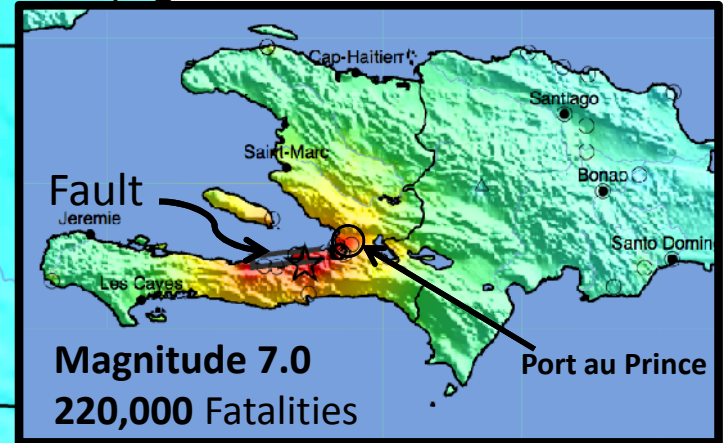 Cap-Haitien
Santiago
Saint-Marc
Bonap
Fault
Jeremie
Santo Domin
Les Cayes
Magnitude 7.0
Port au Prince
220,000 Fatalities